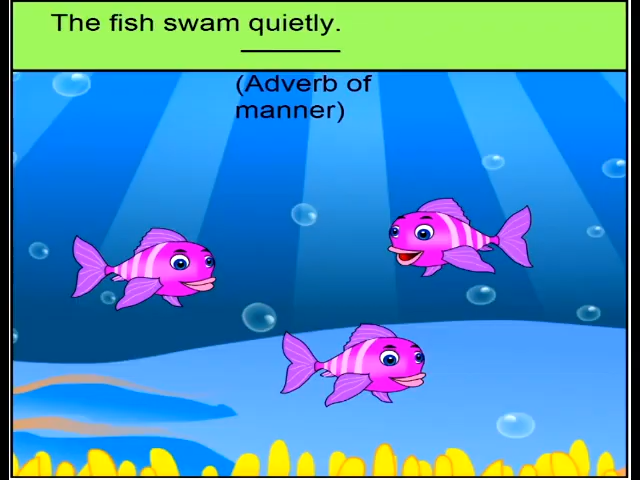 The fish swam quietly.
(Adverb of
manner)